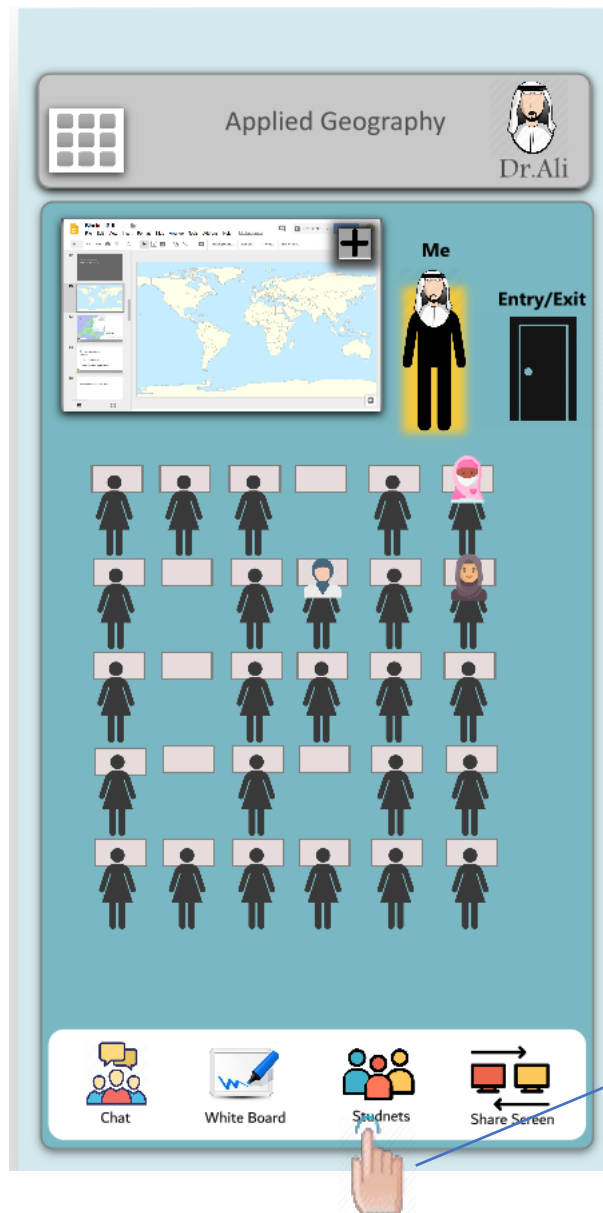 Applied Geography
Dr.Ali
Me
Entry/Exit
Chat
White Board
Studnets
Share Screen